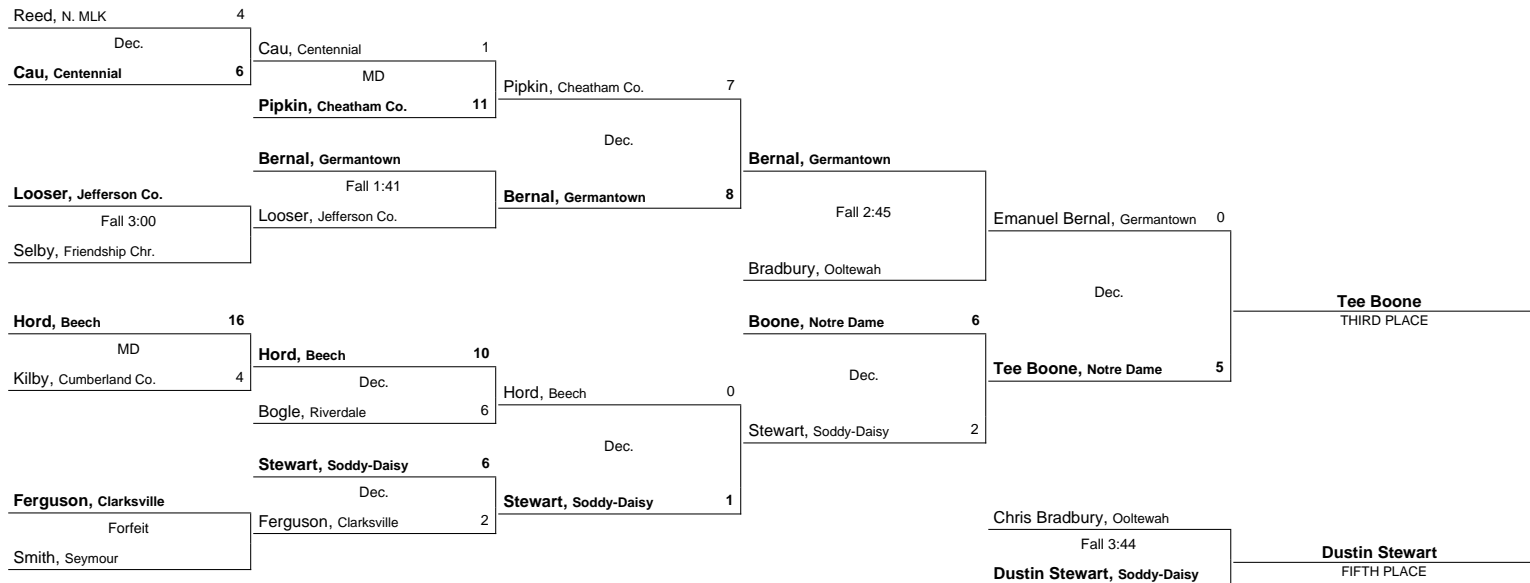 Reed, N. MLK 4
Dec.
Cau, Centennial 6
Looser, Jefferson Co.
Fall 3:00
Selby, Friendship Chr.
Hord, Beech 16
MD
Kilby, Cumberland Co. 4
Ferguson, Clarksville
Forfeit
Smith, Seymour
Cau, Centennial 1
MD
Pipkin, Cheatham Co. 11
Bernal, Germantown
Fall 1:41
Looser, Jefferson Co.
Hord, Beech 10
Dec.
Bogle, Riverdale 6
Stewart, Soddy-Daisy 6
Dec.
Ferguson, Clarksville 2
Pipkin, Cheatham Co. 7
Dec.
Bernal, Germantown 8
Hord, Beech 0
Dec.
Stewart, Soddy-Daisy 1
Bernal, Germantown
Fall 2:45
Bradbury, Ooltewah
Boone, Notre Dame 6
Dec.
Stewart, Soddy-Daisy 2
Emanuel Bernal, Germantown 0
Dec.
Tee Boone, Notre Dame 5
Chris Bradbury, Ooltewah
Fall 3:44
Dustin Stewart, Soddy-Daisy
Tee Boone
THIRD PLACE
Dustin Stewart
FIFTH PLACE